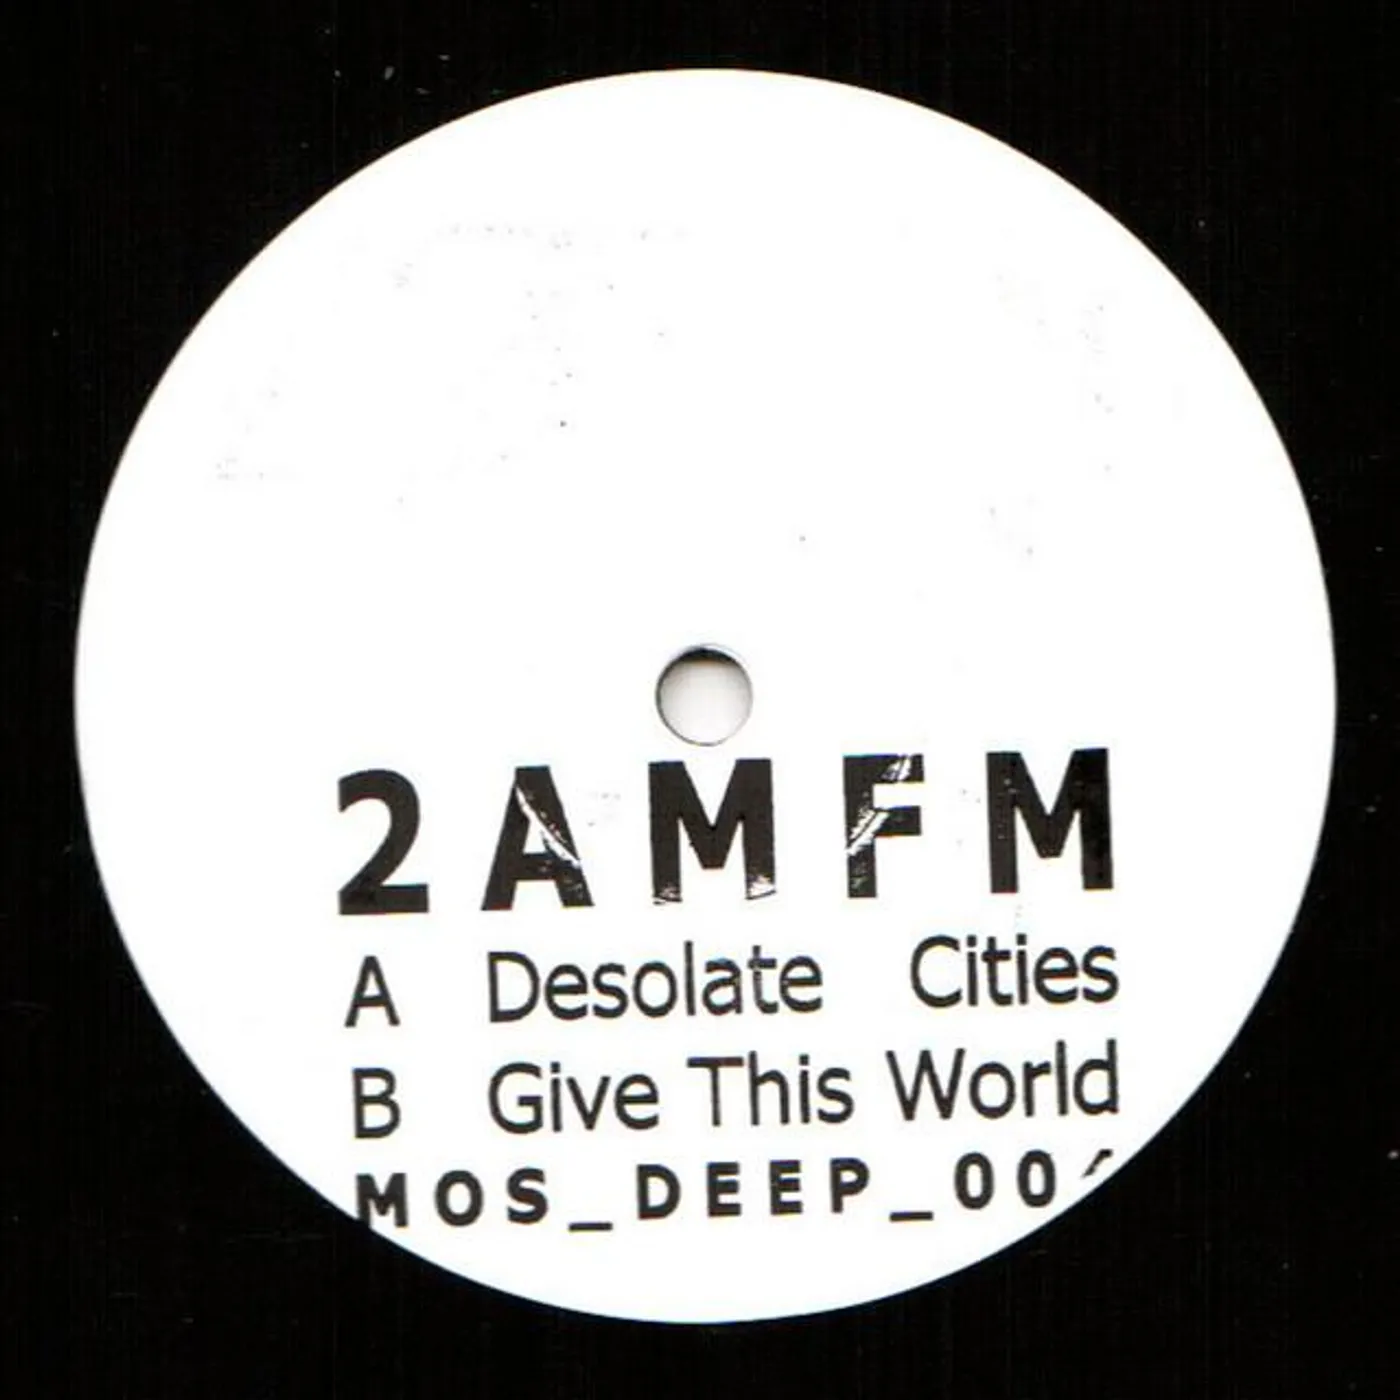 2AMFM
A Desolate Cities
B Give This World
MOS_DEEP_00